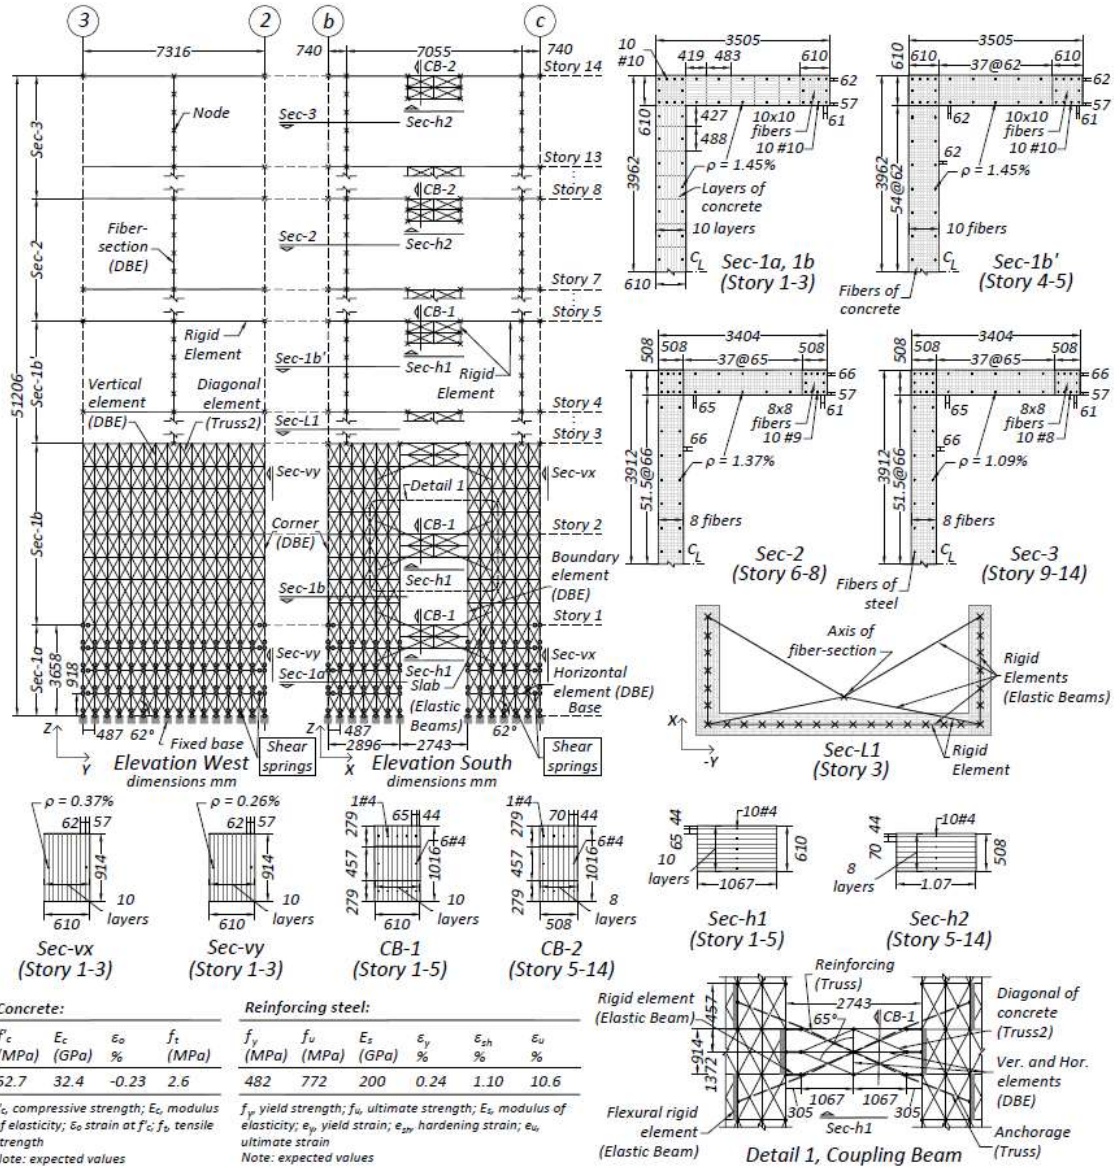 3
2
b
c
7316
740
7055
740
CB-2
Story 14
Sec-3
Node
Sec-3
Sec-h2
Story 13
CB-2
Story 8
Sec-2
Fiber-
section
(DBE)
Sec-2
Sec-h2
Story 7
CB-1
Story 5
51206
Sec-1b'
Rigid
Element
Sec-1b'
Sec-h1
Rigid
Element
Vertical
element
(DBE)
Diagonal
element
(Truss2)
Sec-L1
Story 4
Story 3
Sec-vy
Sec-vx
Detail 1
Corner
(DBE)
CB-1
Story 2
Sec-1b
Sec-1b
Sec-h1
Boundary
element
(DBE)
CB-1
Story 1
Sec-1a
3658
918
Sec-vy
Sec-1a
Sec-h1
Slab
(Elastic
Beams)
Sec-vx
Horizontal
element (DBE)
Base
Z
487
62°
Fixed base
Z
487
2896
2743
62°
Y
Elevation West
dimensions mm
Shear
springs
X
Elevation South
dimensions mm
Shear
springs
3505
10
#10
419
483
610
610
62
57
61
427
488
10x10
fibers
10 #10
3962
ρ = 1.45%
Layers of
concrete
10 layers
CL
610
Sec-1a, 1b
(Story 1-3)
3505
610
610
37@62
610
62
57
61
62
10x10
fibers
10 #10
62
ρ = 1.45%
3962
54@62
10 fibers
CL
Fibers of
concrete
Sec-1b'
(Story 4-5)
3404
508
508
37@65
508
66
57
61
65
8x8
fibers
10 #9
66
ρ = 1.37%
3912
51.5@66
8 fibers
CL
Sec-2
(Story 6-8)
3404
508
508
37@65
508
66
57
61
65
8x8
fibers
10 #8
66
ρ = 1.09%
3912
51.5@66
8 fibers
CL
Fibers of
steel
Sec-3
(Story 9-14)
Axis of
fiber-section
Rigid
Elements
(Elastic Beams)
X
-Y
Sec-L1
(Story 3)
Rigid
Element
ρ = 0.37%
62
57
914
10
layers
610
Sec-vx
(Story 1-3)
ρ = 0.26%
62
57
914
10
layers
610
Sec-vy
(Story 1-3)
1#4
65
44
279
457
279
6#4
1016
10
layers
610
CB-1
(Story 1-5)
1#4
70
44
279
457
279
6#4
1016
8
layers
508
CB-2
(Story 5-14)
10#4
65
44
10
layers
610
1067
Sec-h1
(Story 1-5)
10#4
70
44
8
layers
508
1.07
Sec-h2
(Story 5-14)
Concrete:
f'c Ec εo ft
(MPa) (GPa) % (MPa)
52.7 32.4 -0.23 2.6
f'c, compressive strength; Ec, modulus
of elasticity; εo strain at f'c; ft, tensile
strength
Note: expected values
Reinforcing steel:
fy fu Es εy εsh εu
(MPa) (MPa) (GPa) % % %
482 772 200 0.24 1.10 10.6
fy, yield strength; fu, ultimate strength; Es, modulus of
elasticity; ey, yield strain; esh, hardening strain; eu,
ultimate strain
Note: expected values
Reinforcing
(Truss)
Rigid element
(Elastic Beam)
457
2743
65°
CB-1
Diagonal of
concrete
(Truss2)
914
1372
Ver. and Hor.
elements
(DBE)
305
1067
1067
305
Flexural rigid
element
(Elastic Beam)
Sec-h1
Anchorage
(Truss)
Detail 1, Coupling Beam